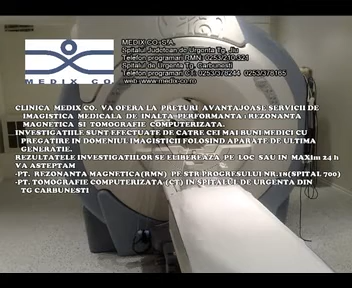 MEDIX CO
MEDIX CO S.A.
Spitalul Judetean de Urgenta Tg Jiu
Telefon programari RMN: 0253/210321
Spitalul de Urgenta Tg. Carbunesti
Telefon programari CT: 0253/378244 0253/378165
web: www.medix-co.ro
CLINICA MEDIX CO. VA OFERA LA PRETURI AVANTAJOASE SERVICII DE
IMAGISTICA MEDICALA DE INALTA PERFORMANTA : REZONANTA
MAGNETICA SI TOMOGRAFIE COMPUTERIZATA.
INVESTIGATIILE SUNT EFECTUATE DE CATRE CEI MAI BUNI MEDICI CU
PREGATIRE IN DOMENIUL IMAGISTICII FOLOSIND APARATE DE ULTIMA
GENERATIE.
REZULTATELE INVESTIGATIILOR SE ELIBEREAZA PE LOC SAU IN MAXim 24 h
VA ASTEPTAM
-PT. REZONANTA MAGNETICA(RMN) PE STR PROGRESULUI NR.18(SPITAL 700)
-PT. TOMOGRAFIE COMPUTERIZATA (CT) IN SPITALUL DE URGENTA DIN
TG CARBUNESTI